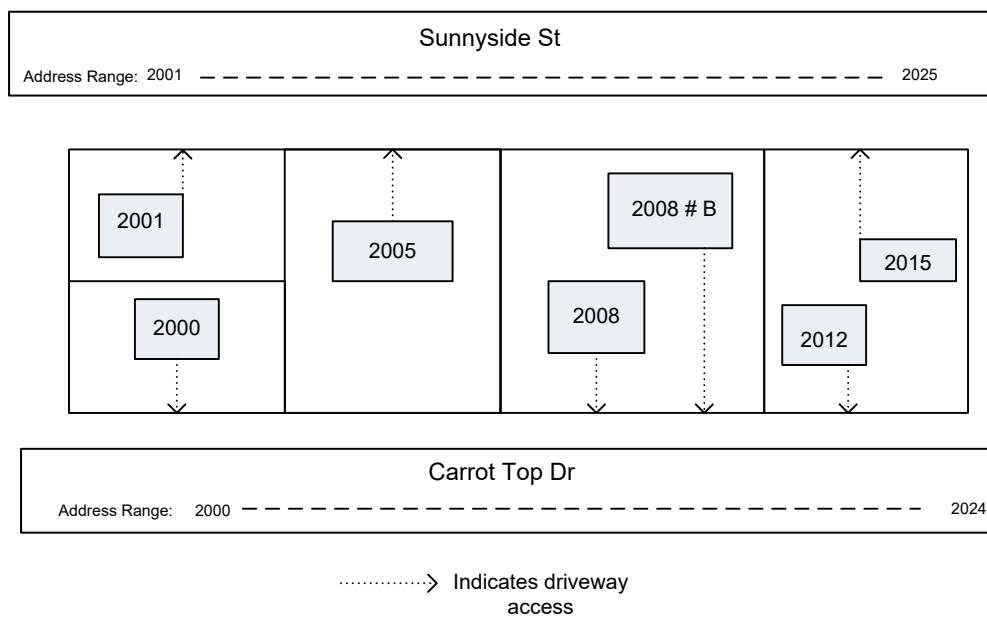 Sunnyside St
Address Range: 2001 2025
2001
2005
2008 # B
2015
2000
2008
2012
Carrot Top Dr
Address Range: 2000 2024
Indicates driveway
access